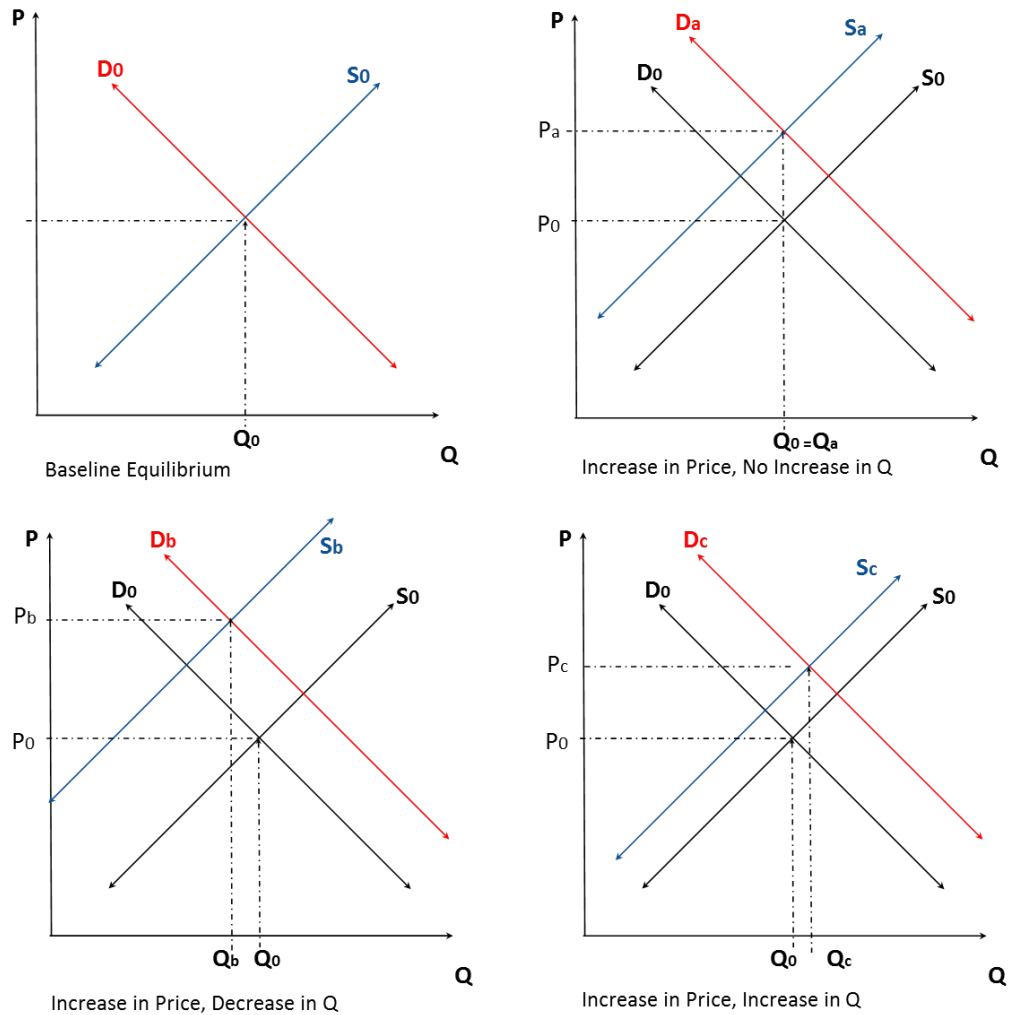 P
D0
S0
Q0
Q
Baseline Equilibrium
P
Da
Sa
D0
S0
Pa
P0
Q0 = Qa
Q
Increase in Price, No Increase in Q
P
Db
Sb
D0
S0
Pb
P0
Qb Q0
Q
Increase in Price, Decrease in Q
P
Dc
Sc
D0
S0
Pc
P0
Q0 Qc
Q
Increase in Price, Increase in Q